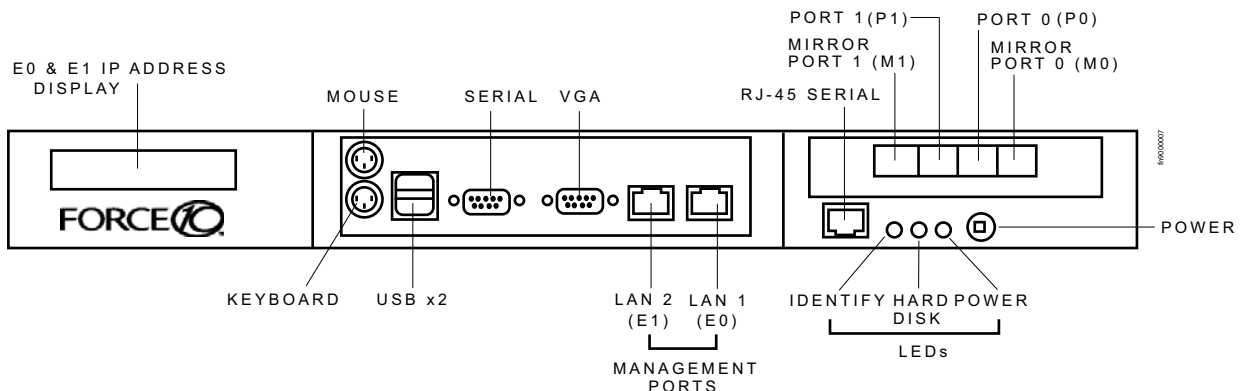 PORT 1 (P1)
PORT 0 (P0)
MIRROR
PORT 1 (M1)
MIRROR
PORT 0 (M0)
E0 & E1 IP ADDRESS
DISPLAY
MOUSE
SERIAL
VGA
RJ-45 SERIAL
fn9000007
FORCE10
POWER
KEYBOARD
USB x2
LAN 2
(E1)
LAN 1
(E0)
MANAGEMENT
PORTS
IDENTIFY
HARD
DISK
POWER
LEDs